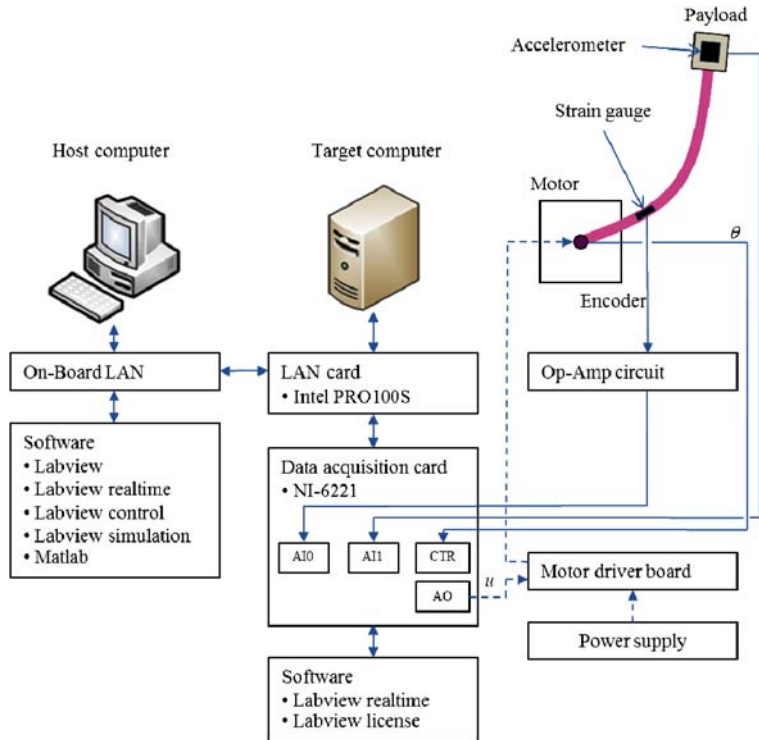 Payload
Accelerometer
Strain gauge
Host computer
Target computer
Motor
θ
Encoder
On-Board LAN
LAN card
• Intel PRO100S
Op-Amp circuit
Software
• Labview
• Labview realtime
• Labview control
• Labview simulation
• Matlab
Data acquisition card
• NI-6221
AI0
AI1
CTR
AO
u
Motor driver board
Power supply
Software
• Labview realtime
• Labview license